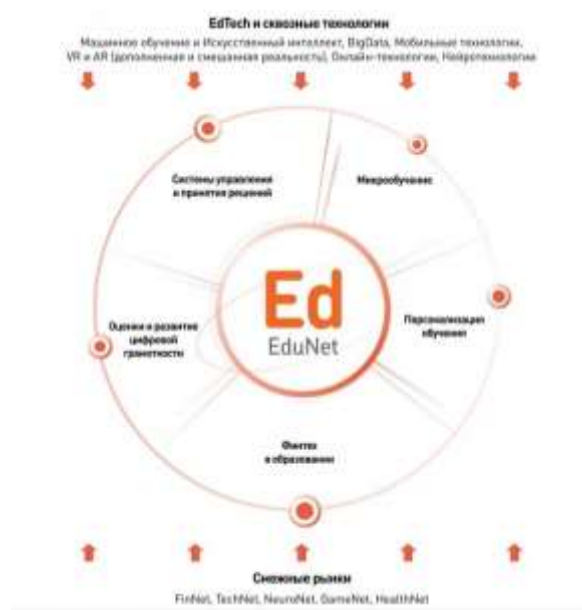 EdTech и сквозные технологии
Машинное обучение и Искусственный интеллект, BigData, Мобильные технологии,
VR и AR (дополненная и смешанная реальность), Онлайн-технологии, Нейротехнологии
Системы управления
и принятия решений
Микрообучение
Ed
EduNet
Оценки и развитие
цифровой
грамотности
Персонализация
обучения
Финтех
в образовании
Смежные рынки
FinNet, TechNet, NeuroNet, GameNet, HealthNet